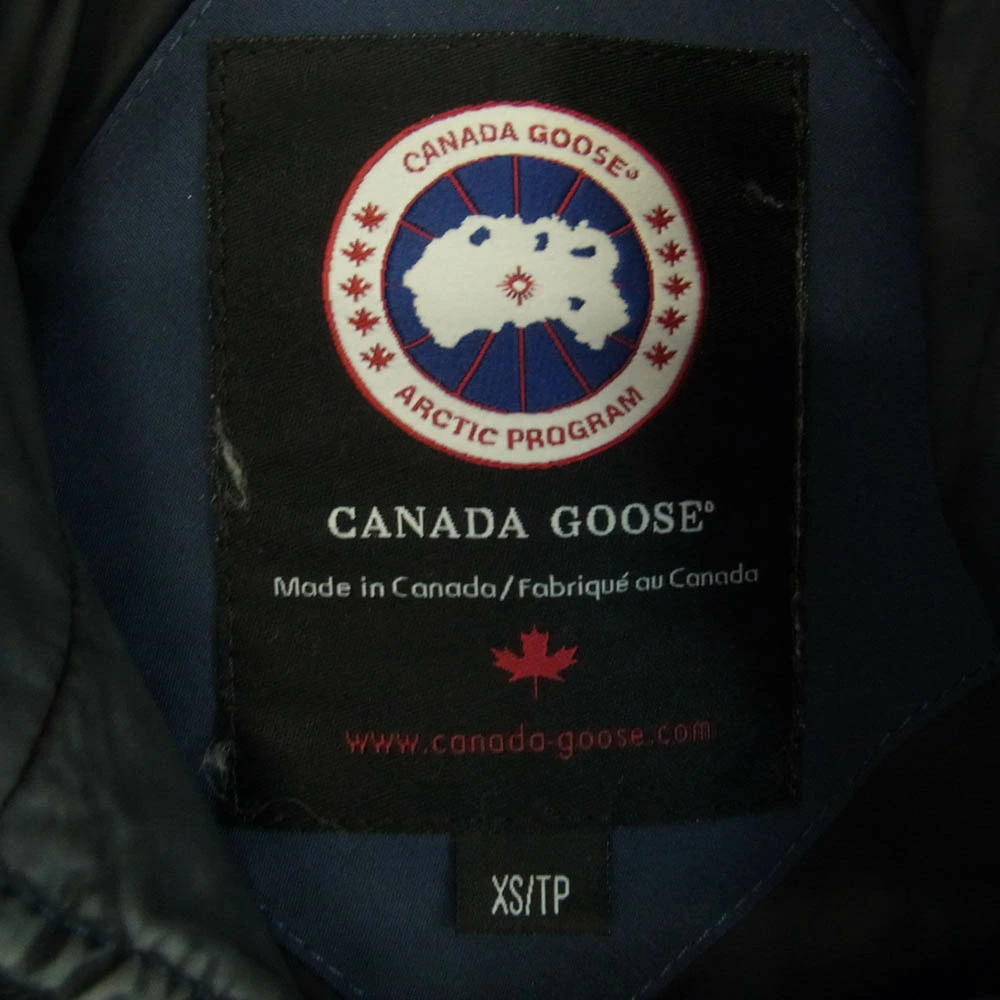 CANADA GOOSE®
ARCTIC PROGRAM
CANADA GOOSE®
Made in Canada/Fabriqué au Canada
www.canada-goose.com
XS/TP